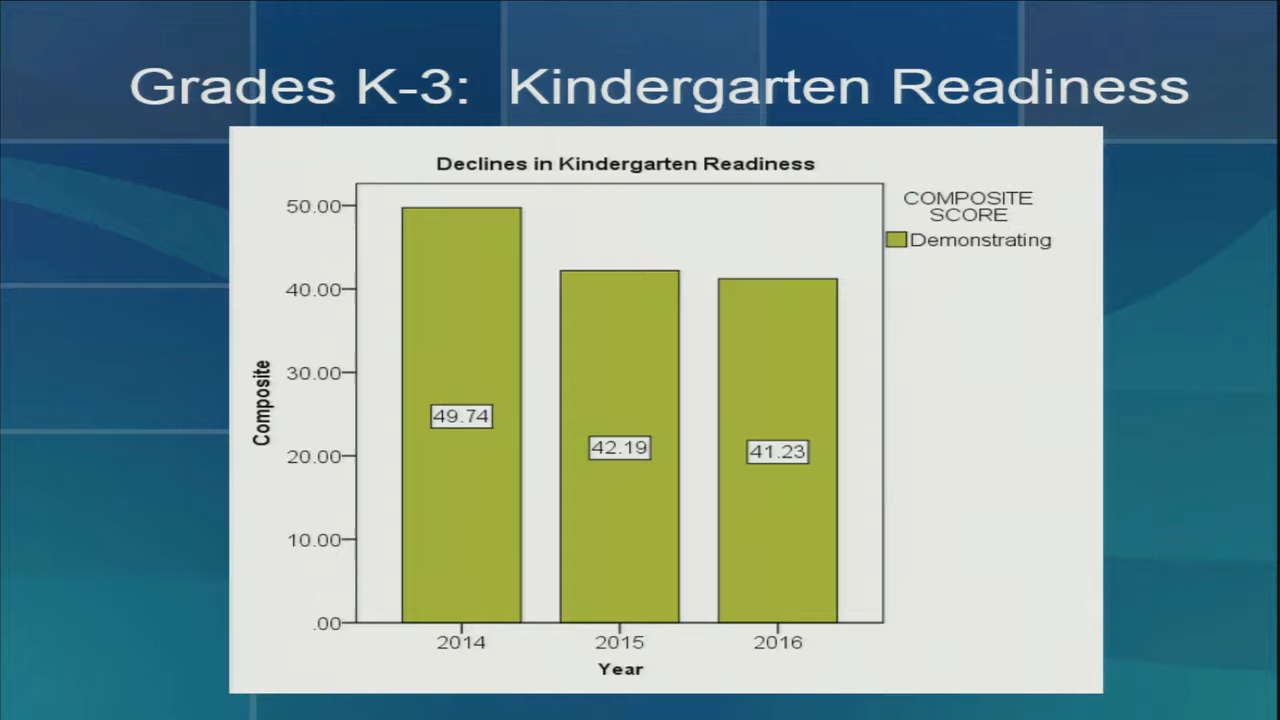 Grades K-3: Kindergarten Readiness
Declines in Kindergarten Readiness
COMPOSITE
SCORE
Demonstrating
50.00
40.00
30.00
20.00
10.00
.00
Composite
49.74
42.19
41.23
2014
2015
2016
Year